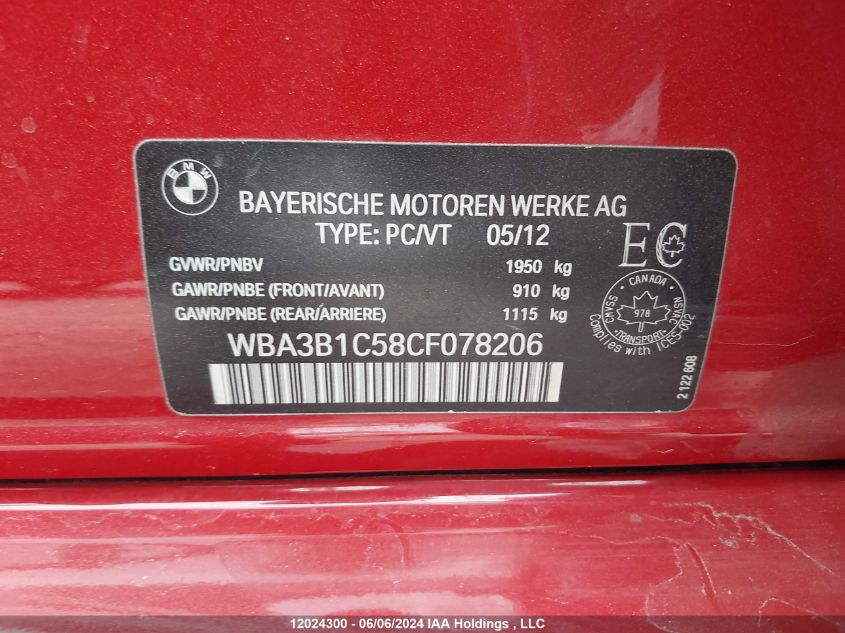 BMW
BAYERISCHE MOTOREN WERKE AG
TYPE: PC/VT 05/12
EC
GVWR/PNBV 1950 kg
GAWR/PNBE (FRONT/AVANT) 910 kg
GAWR/PNBE (REAR/ARRIERE) 1115 kg
CANADA
CMVSS 978 NSVAC
TRANSPORT
Complies with ICES-002
WBA3B1C58CF078206
2 122 608
12024300 - 06/06/2024 IAA Holdings , LLC